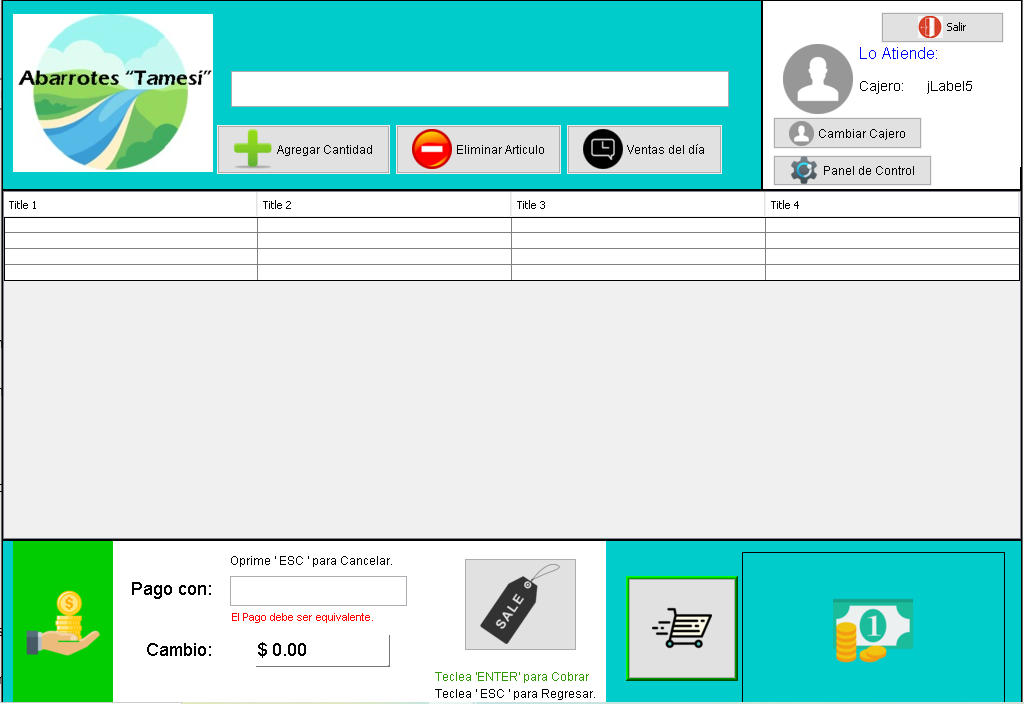 Salir
Abarrotes “Tamesí”
Lo Atiende:
Cajero: jLabel5
Agregar Cantidad
Eliminar Articulo
Ventas del día
Cambiar Cajero
Panel de Control
Title 1 Title 2 Title 3 Title 4
Oprime ' ESC ' para Cancelar.
Pago con:
El Pago debe ser equivalente.
Cambio: $ 0.00
SALE
1
Teclea 'ENTER' para Cobrar
Teclea ' ESC ' para Regresar.